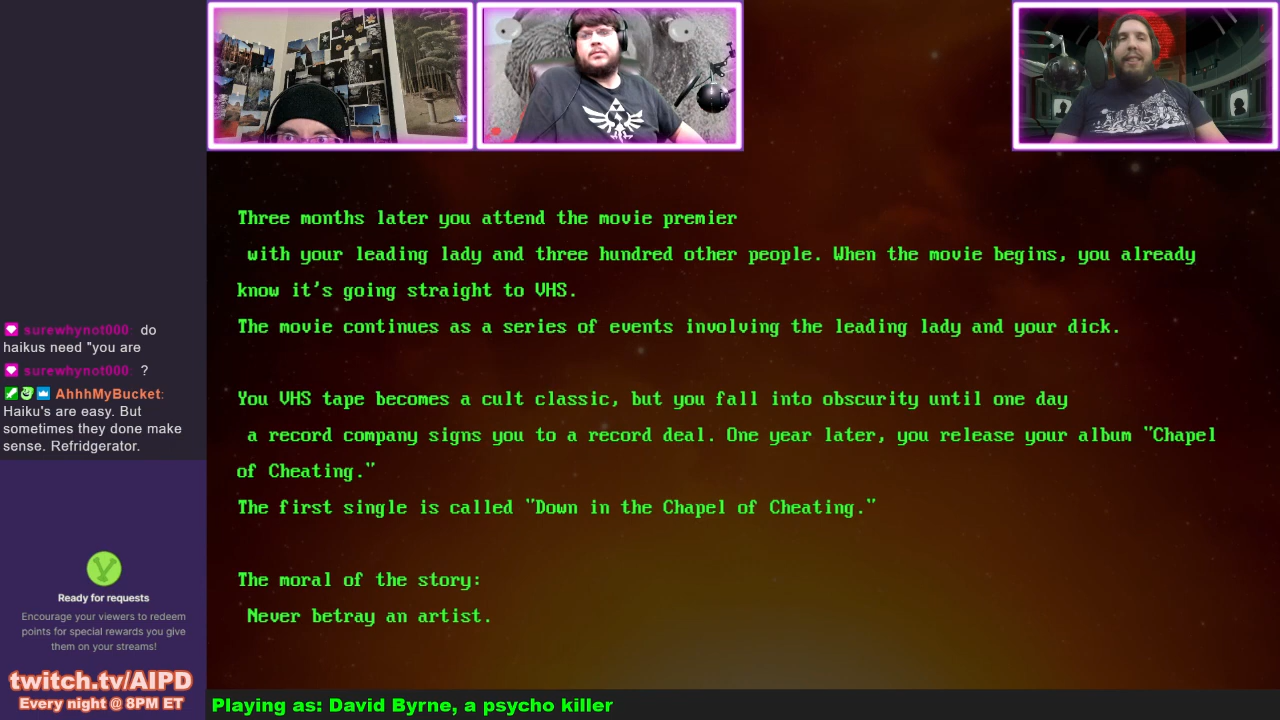 surewhynot000: do
haikus need "you are
surewhynot000: ?
AhhhMyBucket:
Haiku's are easy. But
sometimes they done make
sense. Refridgerator.
Ready for requests
Encourage your viewers to redeem
points for special rewards you give
them on your streams!
twitch.tv/AIPD
Every night @ 8PM ET
Three months later you attend the movie premier
with your leading lady and three hundred other people. When the movie begins, you already
know it's going straight to VHS.
The movie continues as a series of events involving the leading lady and your dick.
You VHS tape becomes a cult classic, but you fall into obscurity until one day
a record company signs you to a record deal. One year later, you release your album "Chapel
of Cheating."
The first single is called "Down in the Chapel of Cheating."
The moral of the story:
Never betray an artist.
Playing as: David Byrne, a psycho killer